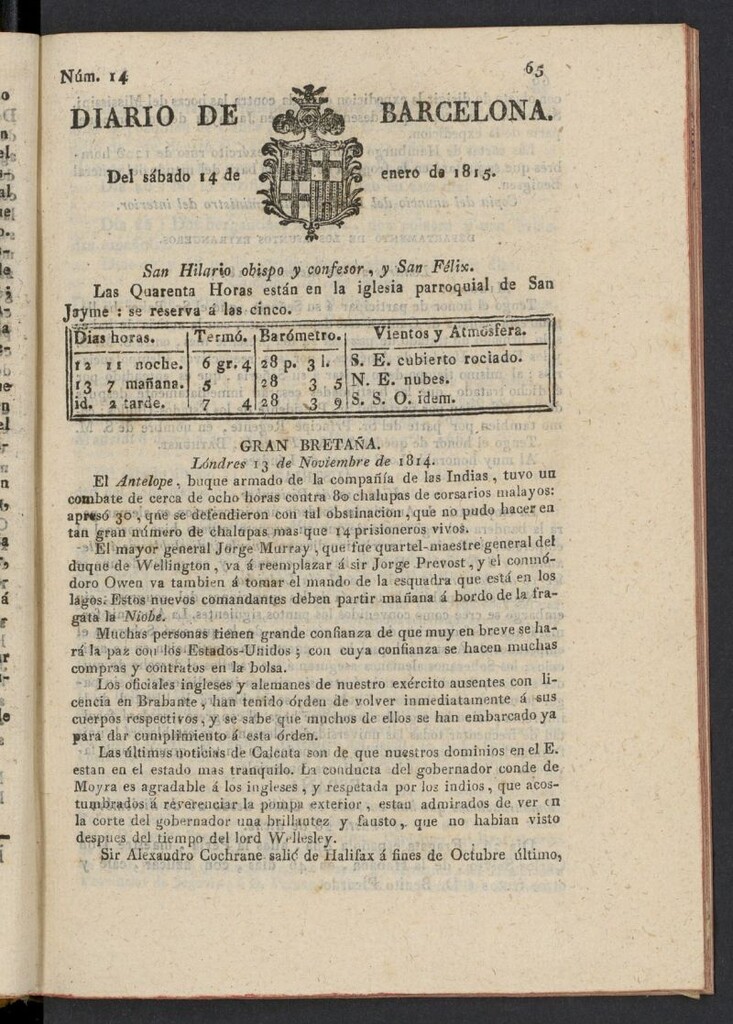 Núm. 14
65
DIARIO DE BARCELONA.
Del sábado 14 de enero de 1815.
San Hilario obispo y confesor, y San Félix.
Las Quarenta Horas están en la iglesia parroquial de San
Jayme : se reserva á las cinco.
Dias horas. Termó. Barómetro. Vientos y Atmósfera.
12 11 noche. 6 gr. 4 28 p. 3 l. S. E. cubierto rociado.
13 7 mañana. 5 28 3 5 N. E. nubes.
id. 2 tarde. 7 4 28 3 9 S. S. O. idem.
GRAN BRETAÑA.
Lóndres 13 de Noviembre de 1814.
El Antelope, buque armado de la compañía de las Indias, tuvo un
combate de cerca de ocho horas contra 80 chalupas de corsarios malayos:
apresó 30, que se defendieron con tal obstinacion, que no pudo hacer en
tan gran número de chalupas mas que 14 prisioneros vivos.
El mayor general Jorge Murray, que fue quartel-maestre general del
duque de Wellington, va á reemplazar á sir Jorge Prevost, y el conmó-
doro Owen va tambien á tomar el mando de la esquadra que está en los
lagos. Estos nuevos comandantes deben partir mañana á bordo de la fra-
gata la Niobe.
Muchas personas tienen grande confianza de que muy en breve se ha-
rá la paz con los Estados-Unidos ; con cuya confianza se hacen muchas
compras y contratos en la bolsa.
Los oficiales ingleses y alemanes de nuestro exército ausentes con li-
cencia en Brabante, han tenido órden de volver inmediatamente á sus
cuerpos respectivos, y se sabe que muchos de ellos se han embarcado ya
para dar cumplimiento á esta órden.
Las últimas noticias de Calcuta son de que nuestros dominios en el E.
estan en el estado mas tranquilo. La conducta del gobernador conde de
Moyra es agradable á los ingleses, y respetada por los indios, que acos-
tumbrados á reverenciar la pompa exterior, estan admirados de ver en
la corte del gobernador una brillantez y fausto, que no habian visto
despues del tiempo del lord Wellesley.
Sir Alexandro Cochrane salió de Halifax á fines de Octubre último,